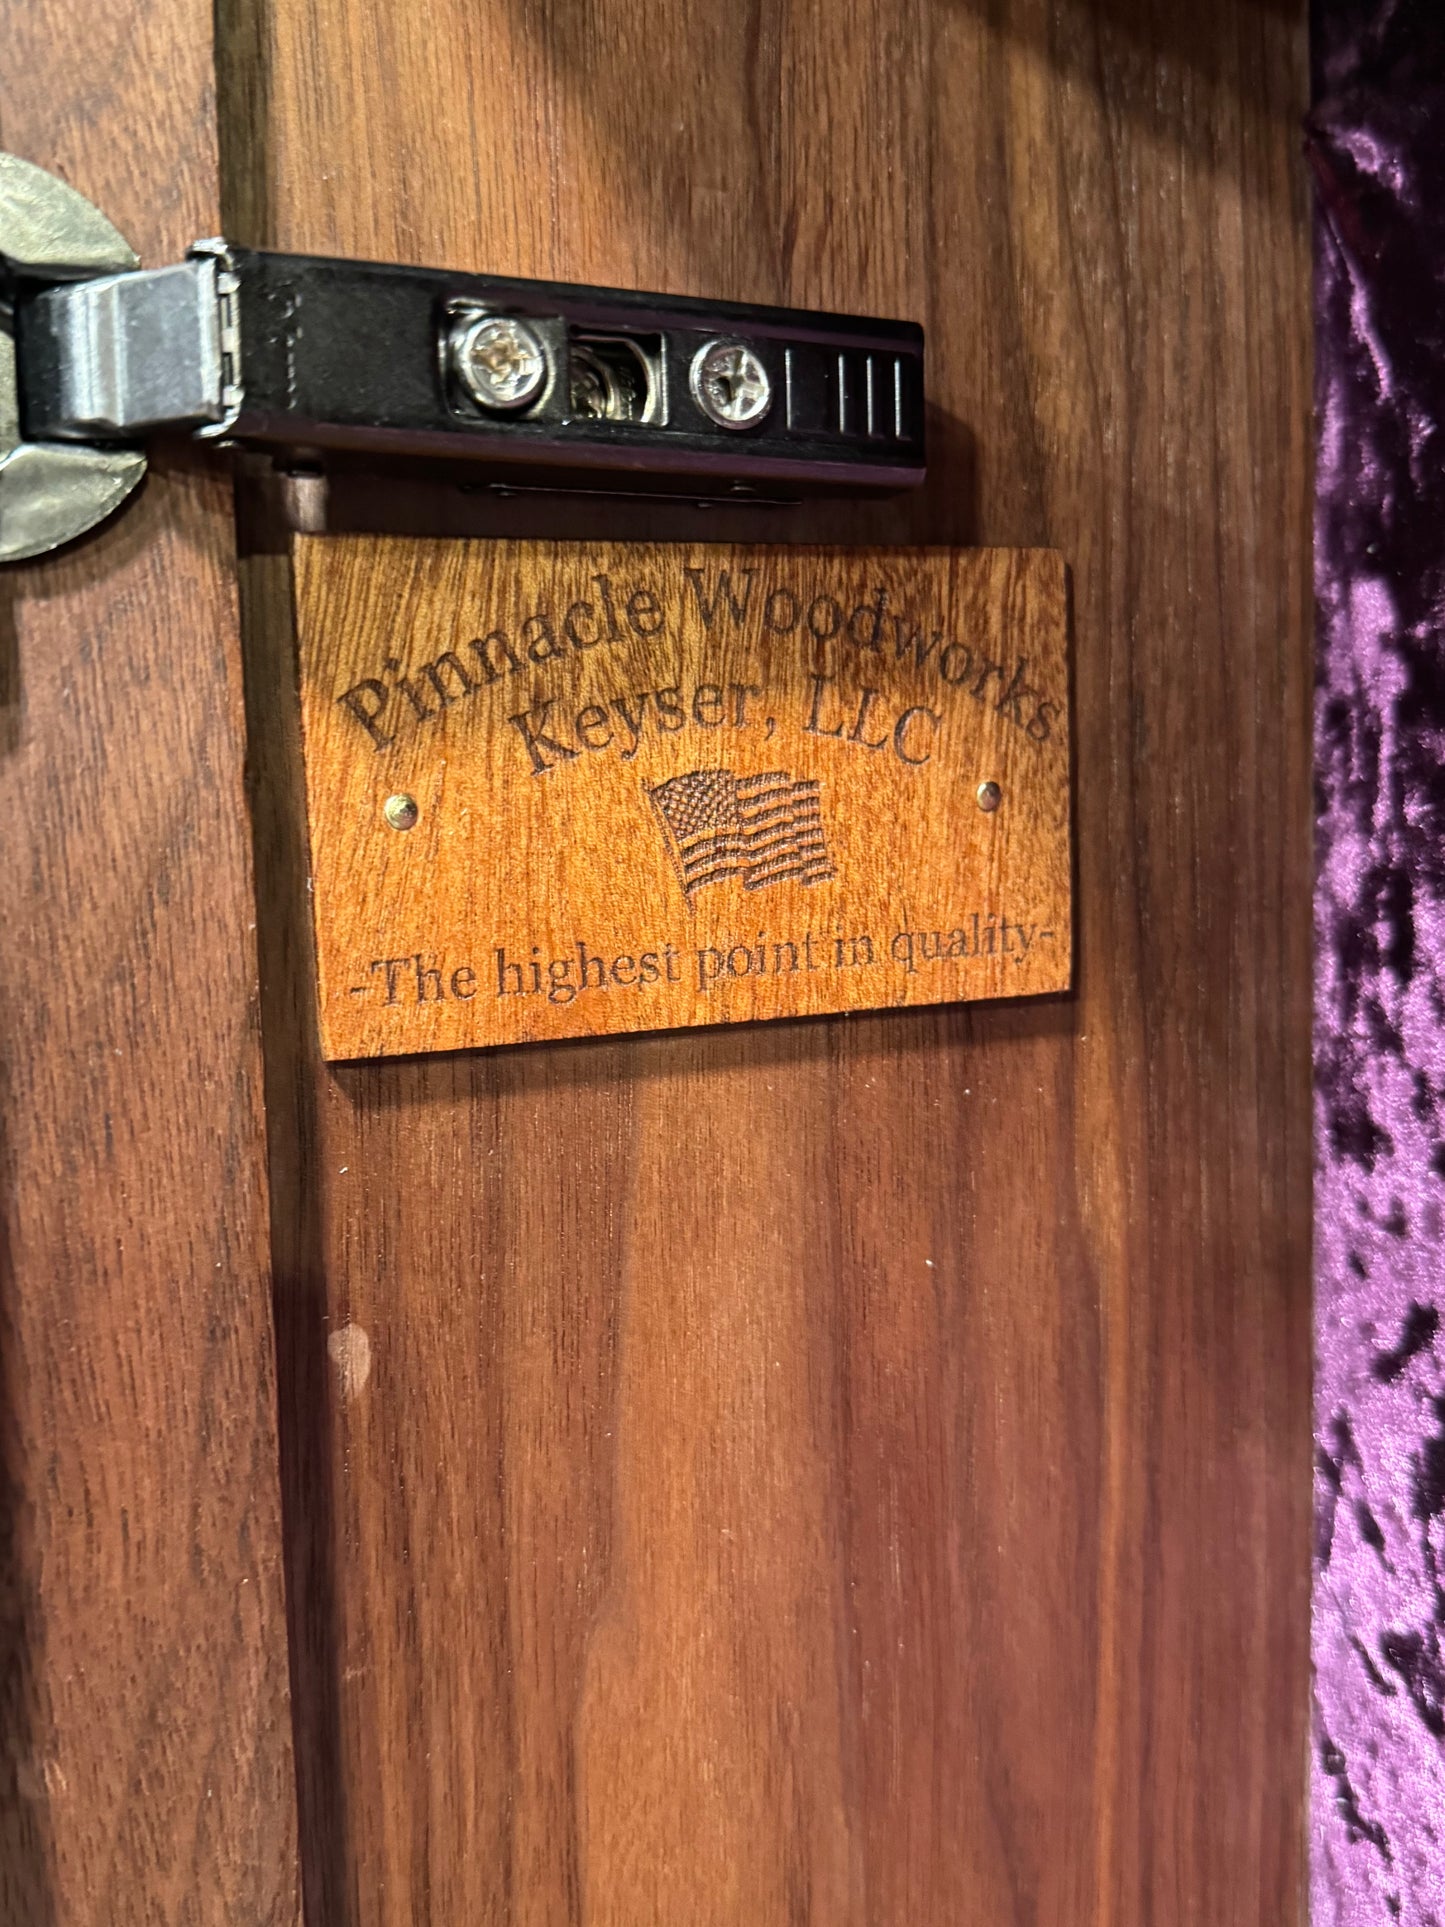 Pinnacle Woodworks
Keyser, LLC
-The highest point in quality-